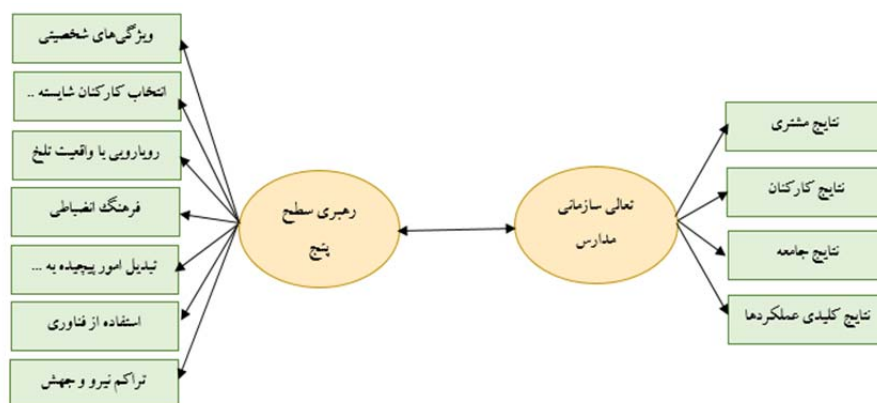 ویژگی‌های شخصیتی
انتخاب کارکنان شایسته ..
رویارویی با واقعیت تلخ
فرهنگ انضباطی
تبدیل امور پیچیده به ...
استفاده از فناوری
تراکم نیرو و جهش
رهبری سطح
پنج
تعالی سازمانی
مدارس
نتایج مشتری
نتایج کارکنان
نتایج جامعه
نتایج کلیدی عملکردها